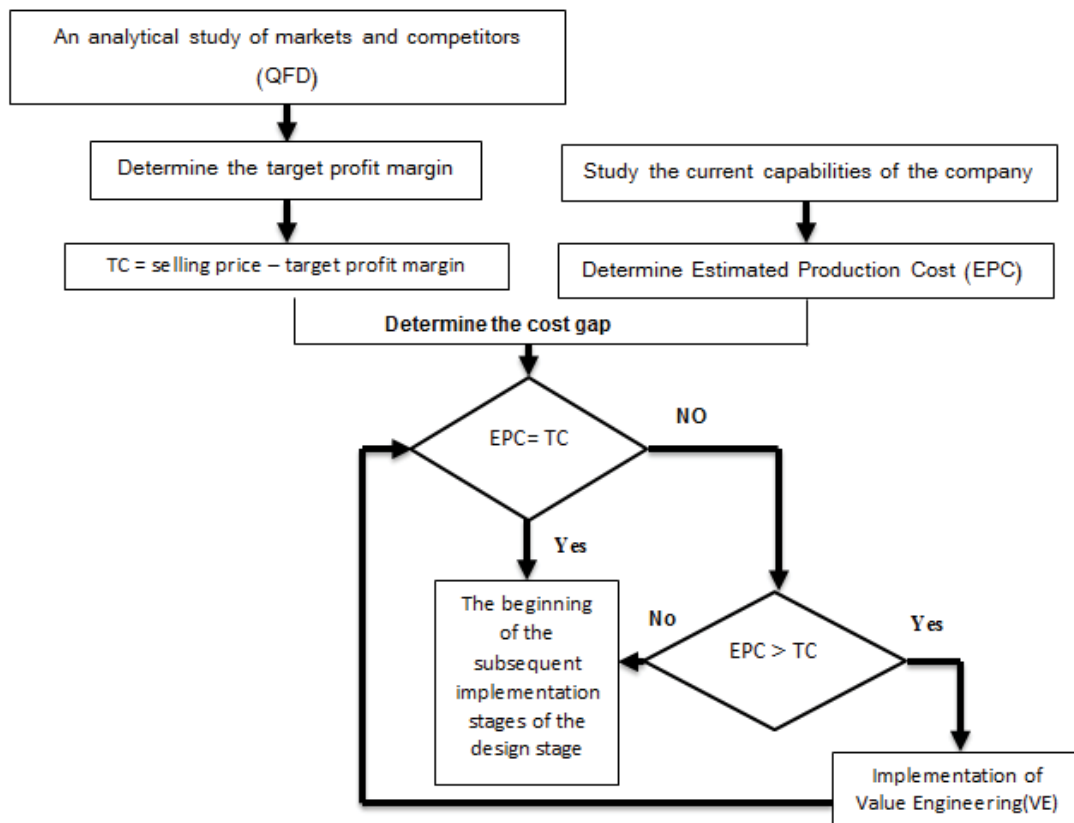 An analytical study of markets and competitors
(QFD)
Determine the target profit margin
Study the current capabilities of the company
TC = selling price – target profit margin
Determine Estimated Production Cost (EPC)
Determine the cost gap
EPC= TC
NO
Yes
The beginning
of the
subsequent
implementation
stages of the
design stage
No
EPC > TC
Yes
Implementation of
Value Engineering(VE)